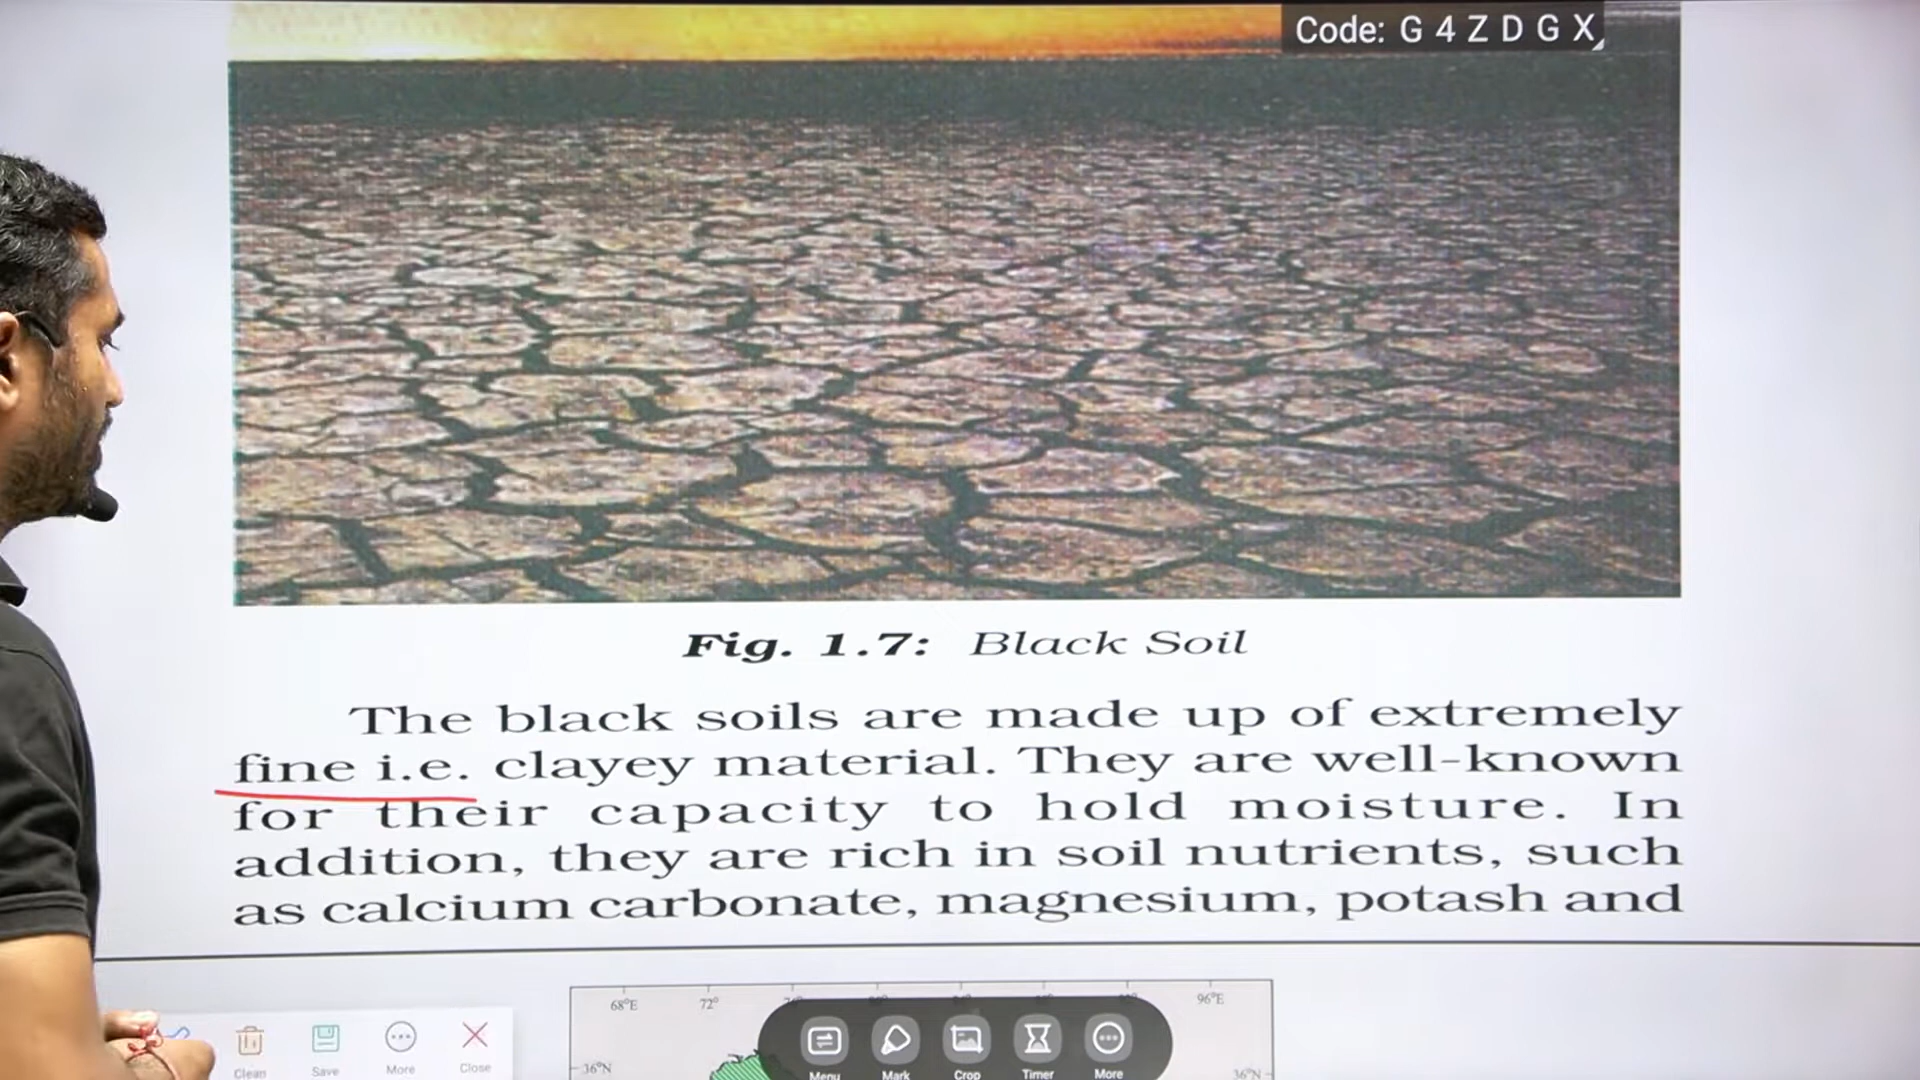 Code: G 4 Z D G X
Fig. 1.7: Black Soil
The black soils are made up of extremely
fine i.e. clayey material. They are well-known
for their capacity to hold moisture. In
addition, they are rich in soil nutrients, such
as calcium carbonate, magnesium, potash and
68°E 72° 96°E
36°N 36°N
Clean Save More Close
Menu Mark Crop Timer More